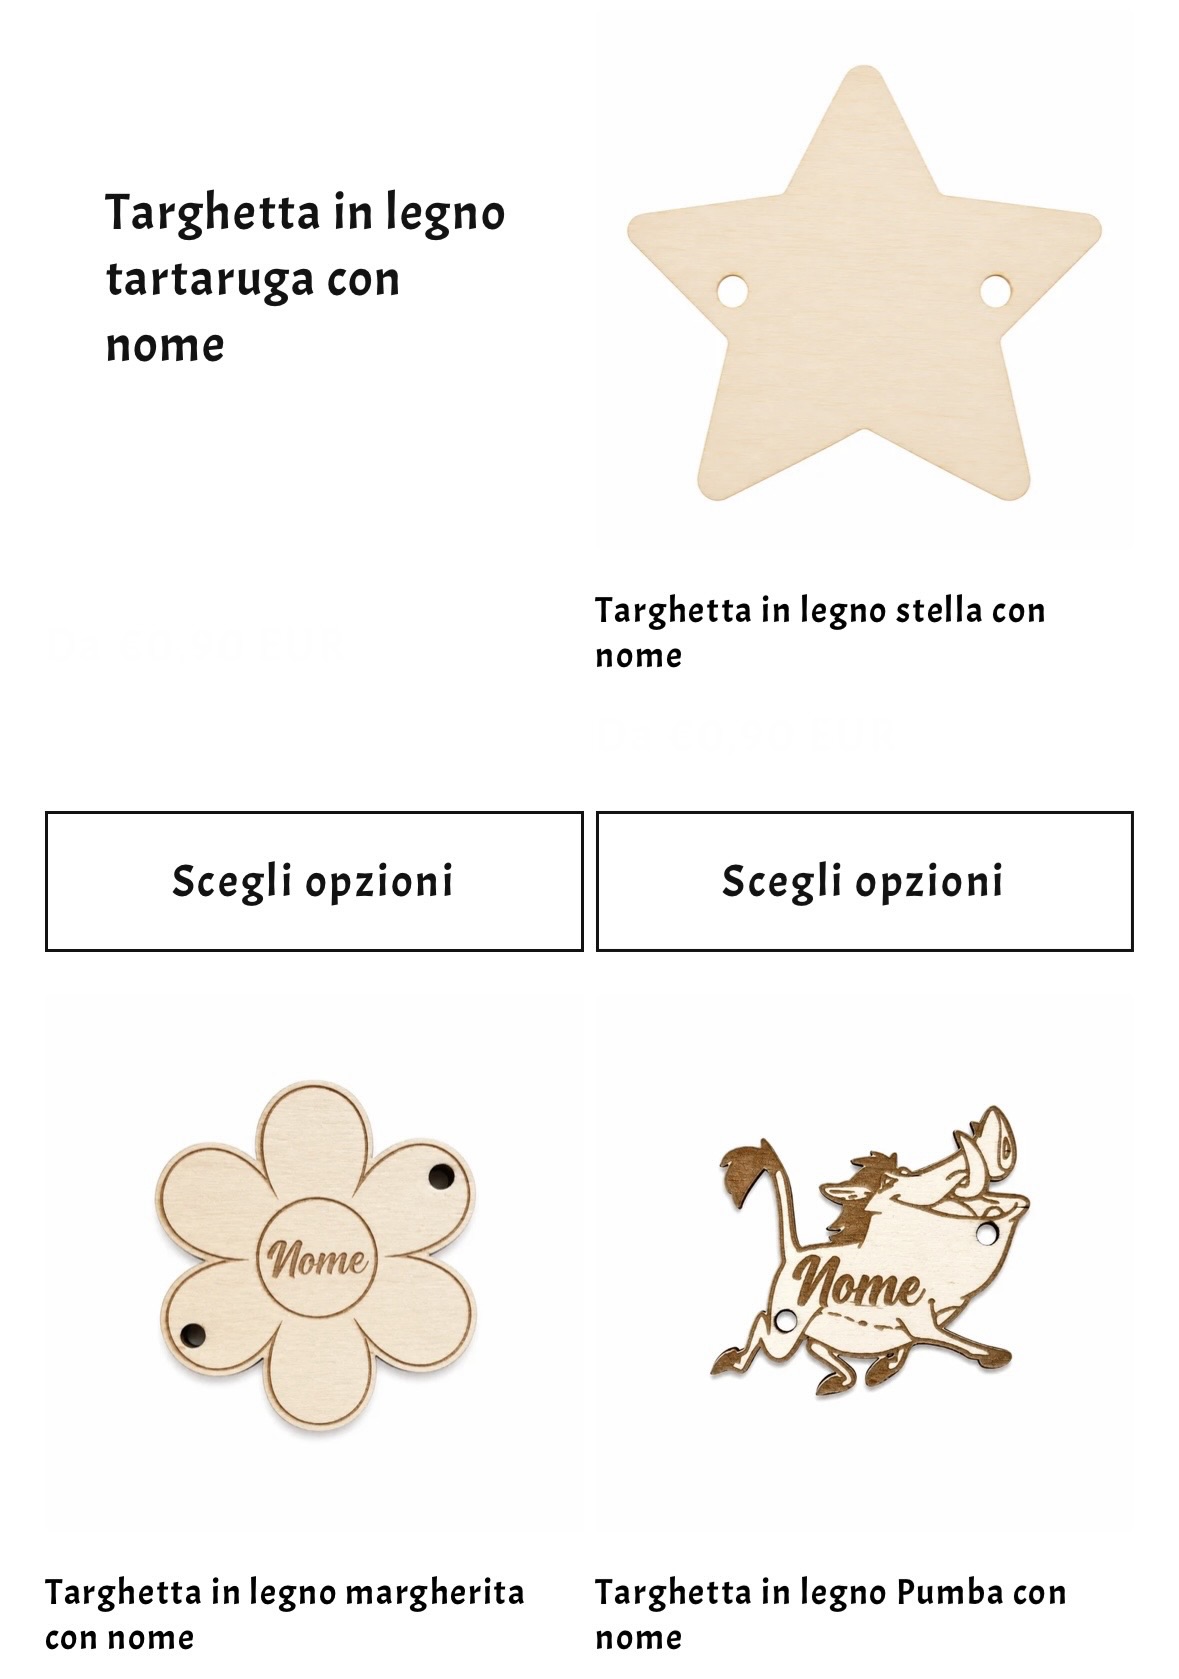 Targhetta in legno
tartaruga con
nome
Targhetta in legno stella con
nome
Scegli opzioni
Scegli opzioni
Nome
Nome
Targhetta in legno margherita
con nome
Targhetta in legno Pumba con
nome